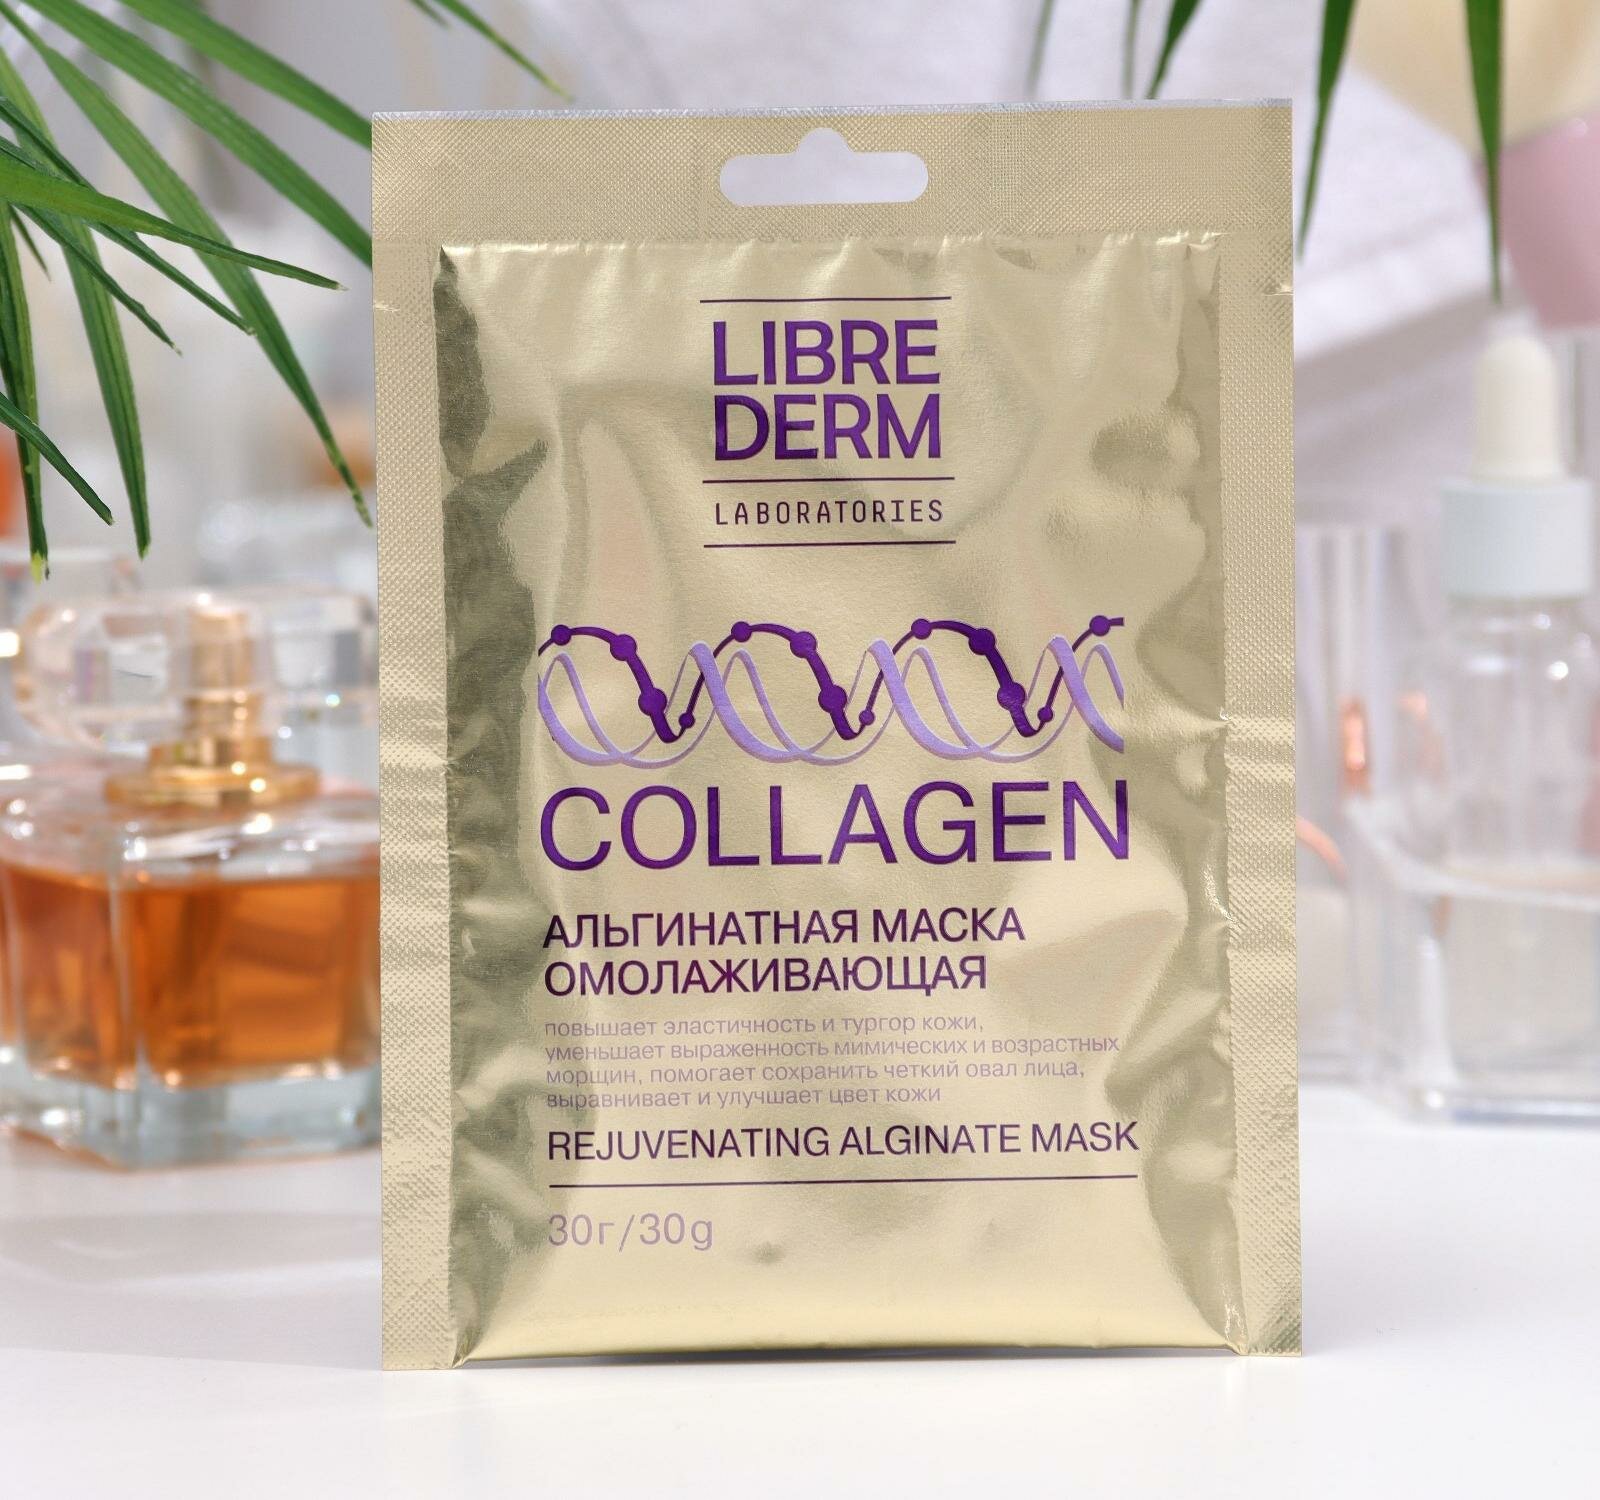 LIBRE
DERM
LABORATORIES
COLLAGEN
АЛЬГИНАТНАЯ МАСКА
ОМОЛАЖИВАЮЩАЯ
повышает эластичность и тургор кожи,
уменьшает выраженность мимических и возрастных
морщин, помогает сохранить четкий овал лица,
выравнивает и улучшает цвет кожи
REJUVENATING ALGINATE MASK
30г/30g